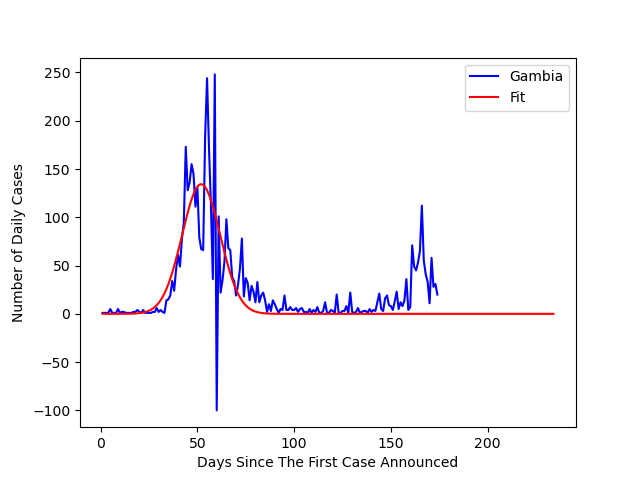 Gambia
Fit
Number of Daily Cases
250
200
150
100
50
0
−50
−100
0 50 100 150 200
Days Since The First Case Announced